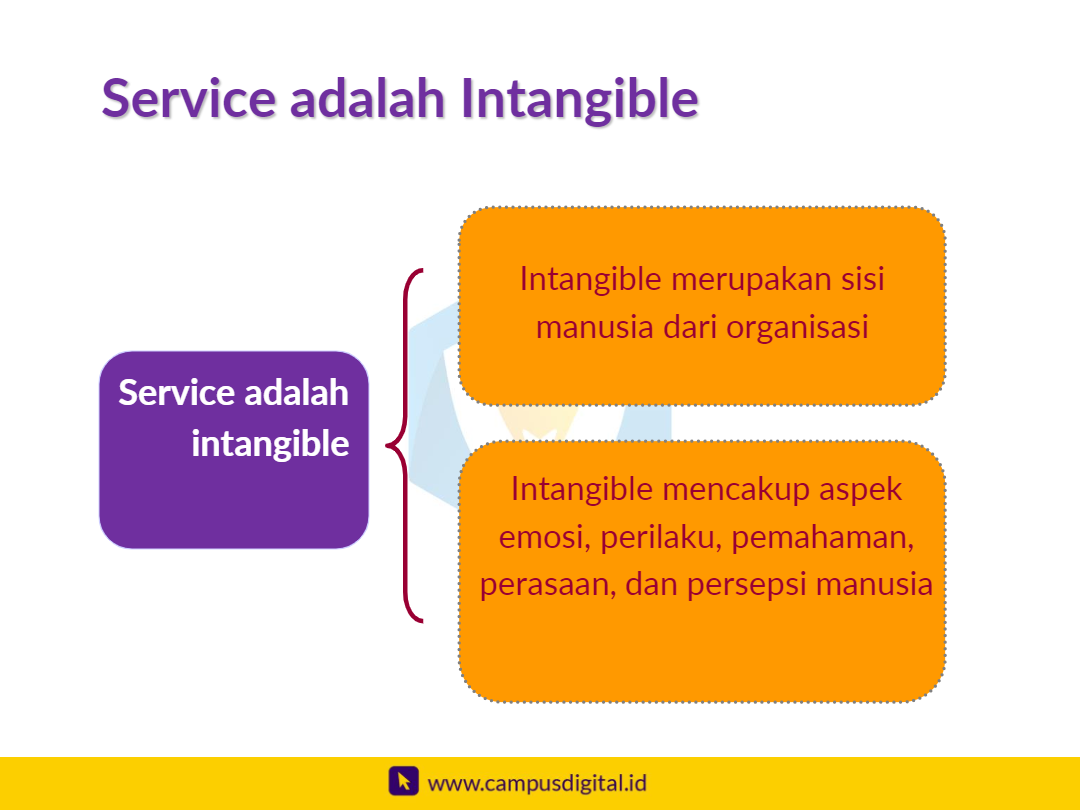 Service adalah Intangible
Service adalah
intangible
Intangible merupakan sisi
manusia dari organisasi
Intangible mencakup aspek
emosi, perilaku, pemahaman,
perasaan, dan persepsi manusia
www.campusdigital.id